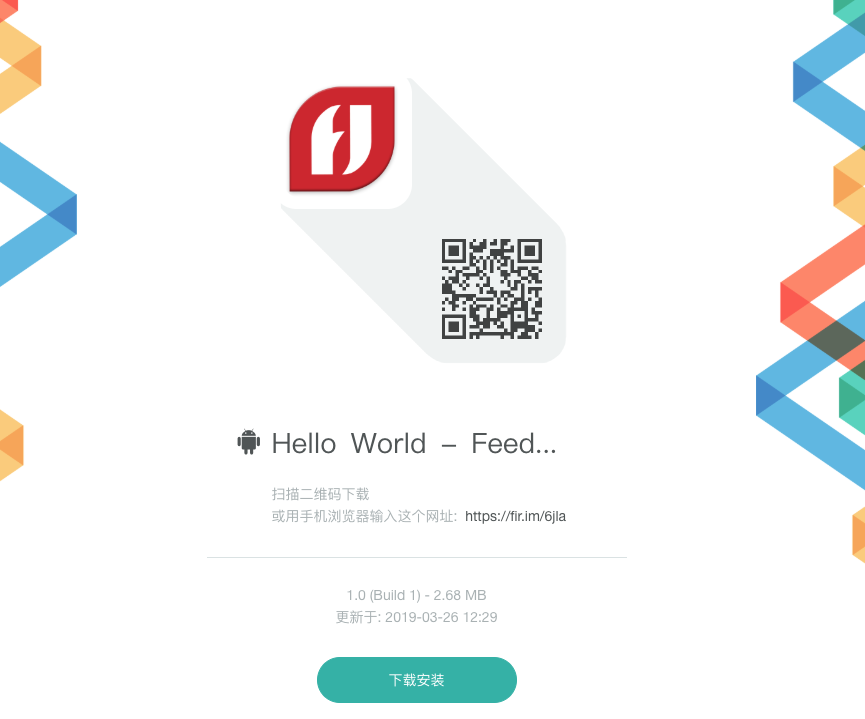 Hello World – Feed...
扫描二维码下载
或用手机浏览器输入这个网址: https://fir.im/6jla
1.0 (Build 1) - 2.68 MB
更新于: 2019-03-26 12:29
下载安装